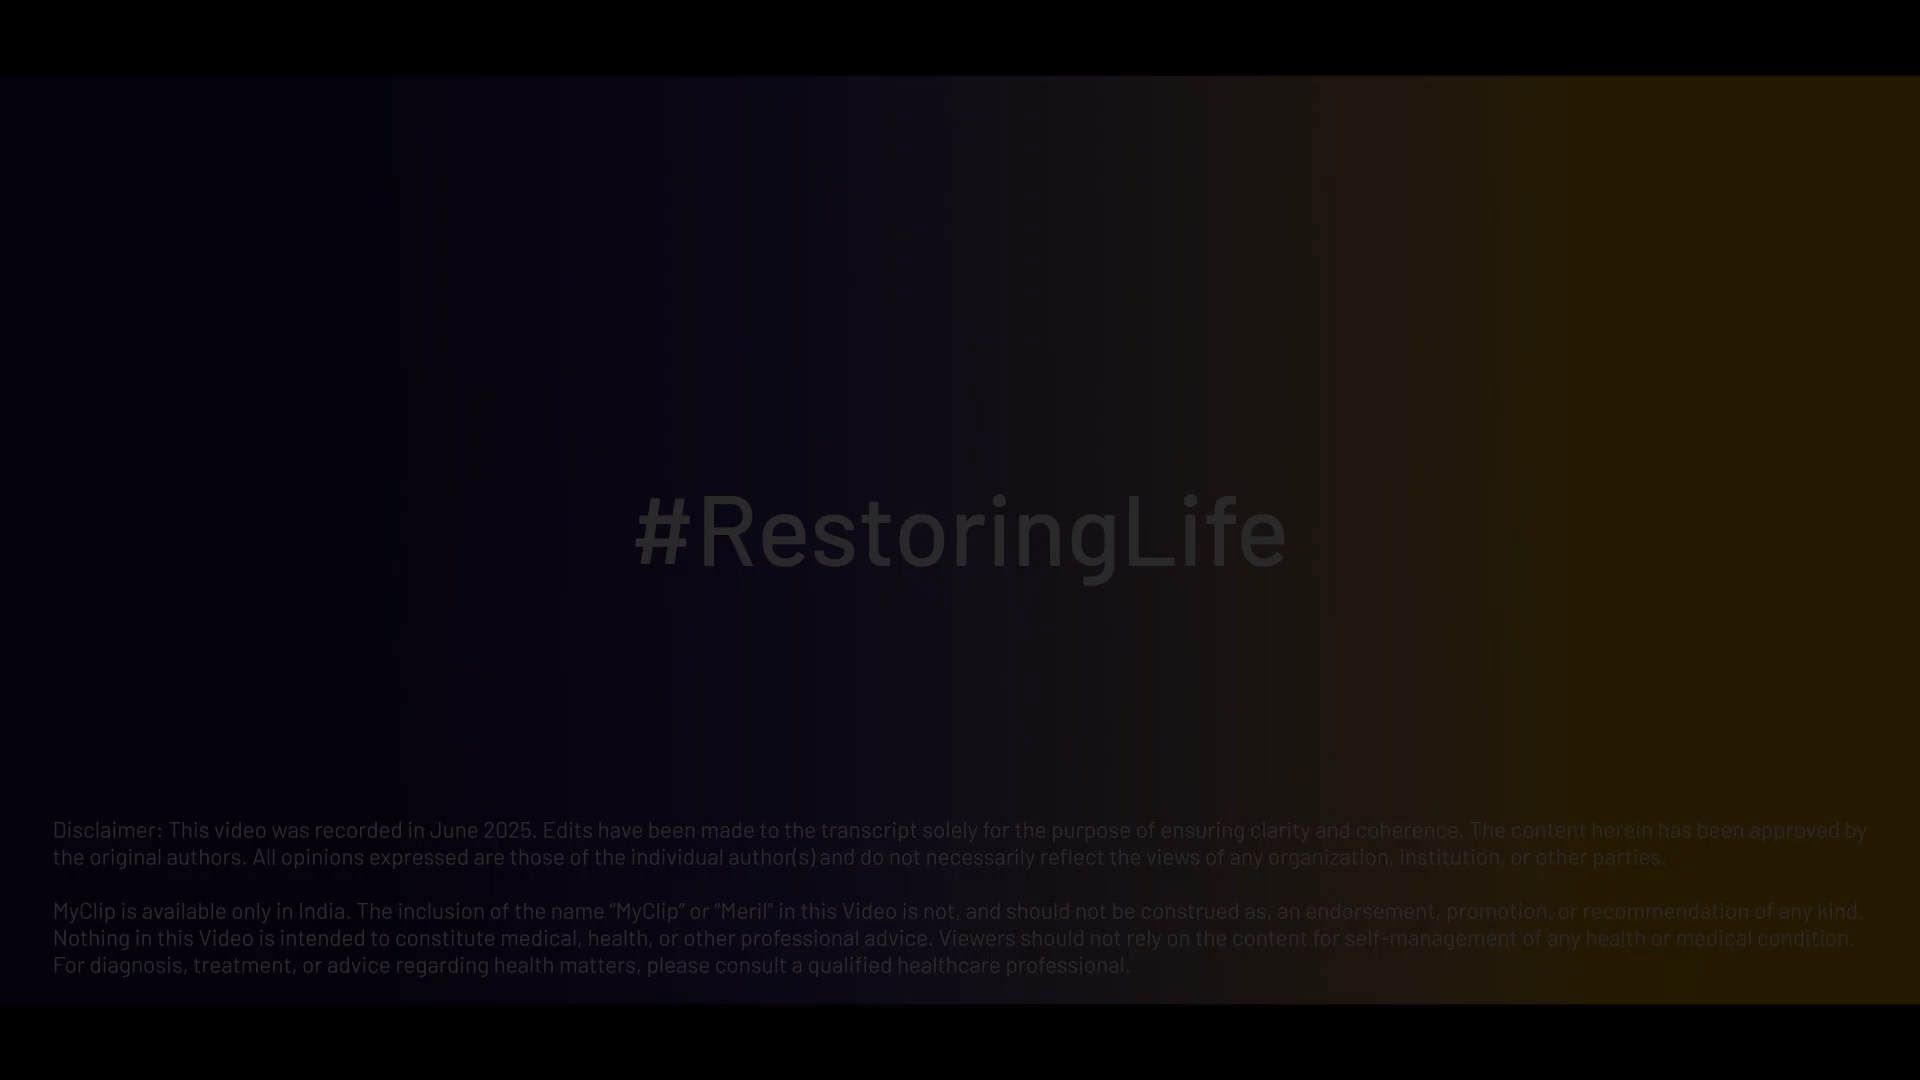 #RestoringLife
Disclaimer: This video was recorded in June 2025. Edits have been made to the transcript solely for the purpose of ensuring clarity and coherence. The content herein has been approved by
the original authors. All opinions expressed are those of the individual author(s) and do not necessarily reflect the views of any organization, institution, or other parties.
MyClip is available only in India. The inclusion of the name “MyClip” or “Meril” in this Video is not, and should not be construed as, an endorsement, promotion, or recommendation of any kind.
Nothing in this Video is intended to constitute medical, health, or other professional advice. Viewers should not rely on the content for self-management of any health or medical condition.
For diagnosis, treatment, or advice regarding health matters, please consult a qualified healthcare professional.